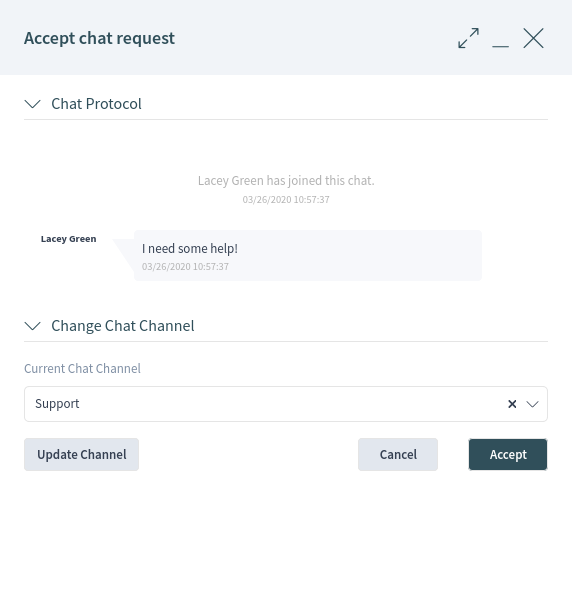 Accept chat request
Chat Protocol
Lacey Green has joined this chat.
03/26/2020 10:57:37
Lacey Green
I need some help!
03/26/2020 10:57:37
Change Chat Channel
Current Chat Channel
Support
Update Channel
Cancel
Accept